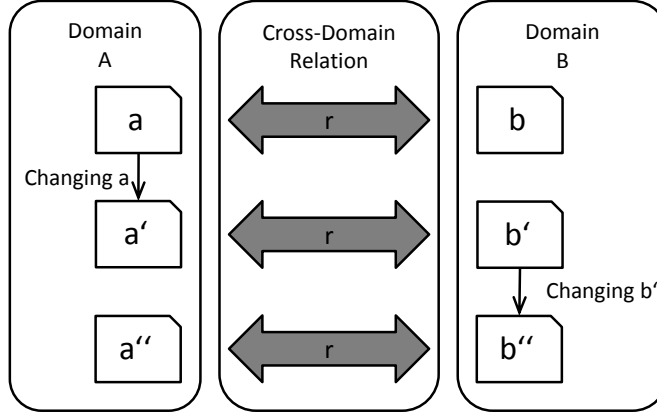 Domain
A
Cross-Domain
Relation
Domain
B
a
r
b
Changing a
a‘
r
b‘
Changing b‘
a‘‘
r
b‘‘